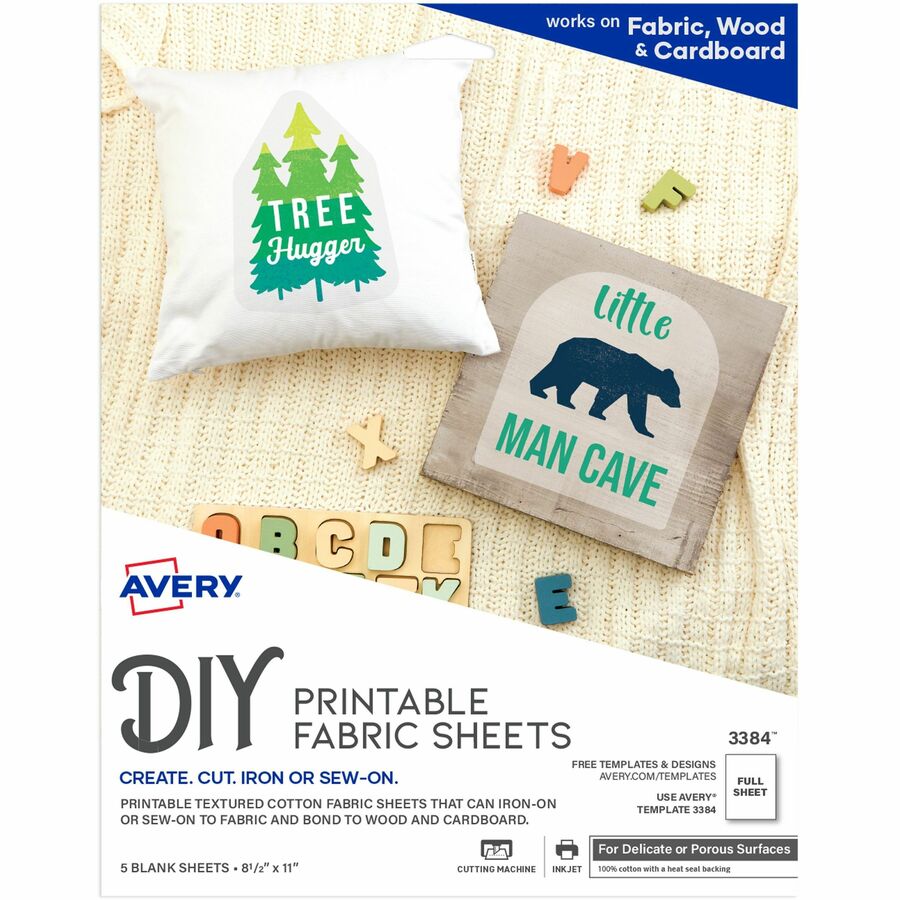 works on Fabric, Wood
& Cardboard
TREE
Hugger
V
F
little
MAN CAVE
X
A B C D E
K
E
AVERY®
DIY PRINTABLE
FABRIC SHEETS
CREATE. CUT. IRON OR SEW-ON.
PRINTABLE TEXTURED COTTON FABRIC SHEETS THAT CAN IRON-ON
OR SEW-ON TO FABRIC AND BOND TO WOOD AND CARDBOARD.
5 BLANK SHEETS • 8 1/2" x 11"
3384™
FREE TEMPLATES & DESIGNS
AVERY.COM/TEMPLATES
USE AVERY®
TEMPLATE 3384
FULL
SHEET
CUTTING MACHINE
INKJET
For Delicate or Porous Surfaces
100% cotton with a heat seal backing